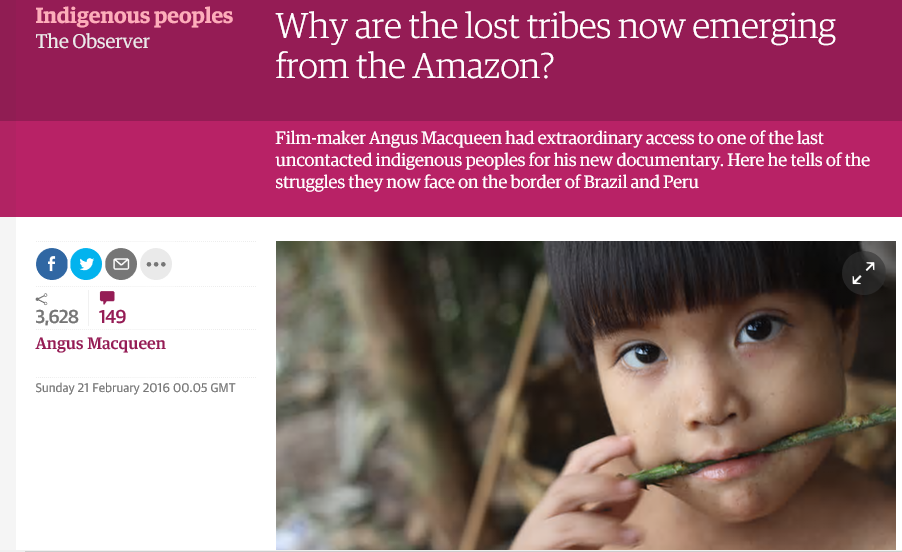 Indigenous peoples
The Observer
Why are the lost tribes now emerging
from the Amazon?
Film-maker Angus Macqueen had extraordinary access to one of the last
uncontacted indigenous peoples for his new documentary. Here he tells of the
struggles they now face on the border of Brazil and Peru
3,628
149
Angus Macqueen
Sunday 21 February 2016 00.05 GMT